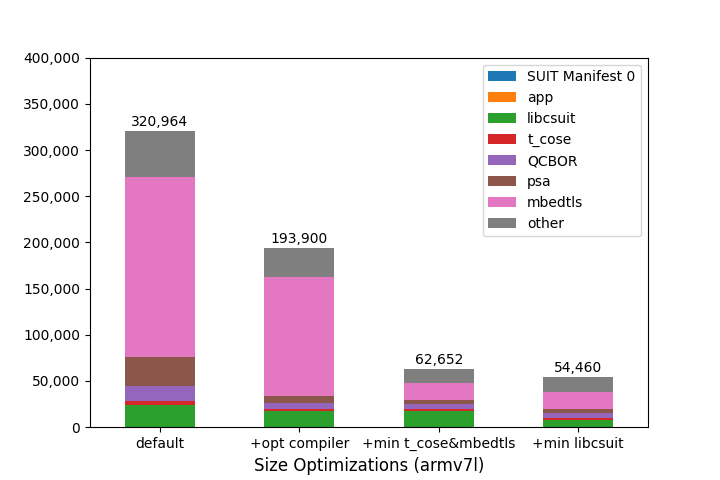 400,000
350,000
300,000
250,000
200,000
150,000
100,000
50,000
0
320,964
193,900
62,652
54,460
SUIT Manifest 0
app
libcsuit
t_cose
QCBOR
psa
mbedtls
other
default
+opt compiler
+min t_cose&mbedtls
+min libcsuit
Size Optimizations (armv7l)